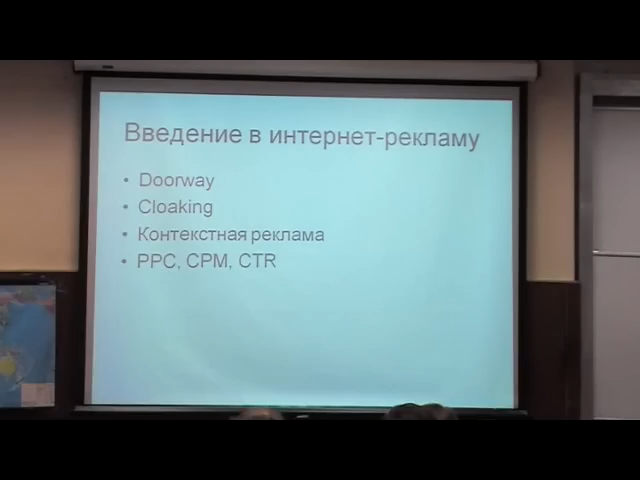 Введение в интернет-рекламу
• Doorway
• Cloaking
• Контекстная реклама
• PPC, CPM, CTR